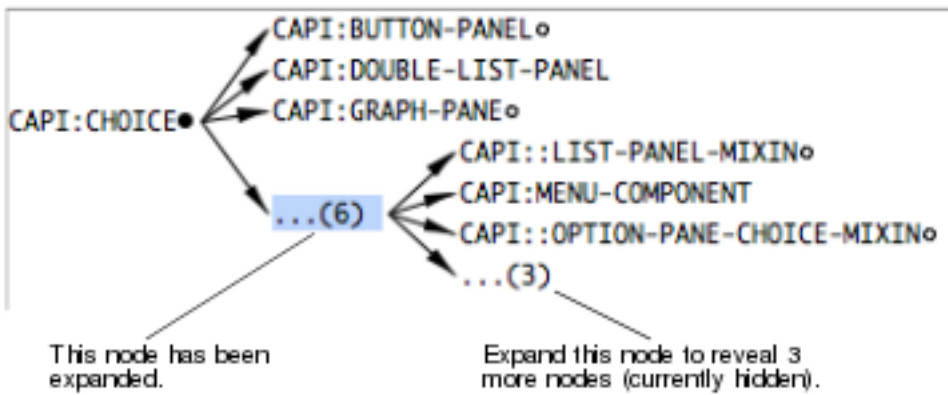 CAPI:BUTTON-PANEL
CAPI:DOUBLE-LIST-PANEL
CAPI:CHOICE
CAPI:GRAPH-PANE
CAPI::LIST-PANEL-MIXIN
...(6)
CAPI:MENU-COMPONENT
CAPI::OPTION-PANE-CHOICE-MIXIN
...(3)
This node has been
expanded.
Expand this node to reveal 3
more nodes (currently hidden).